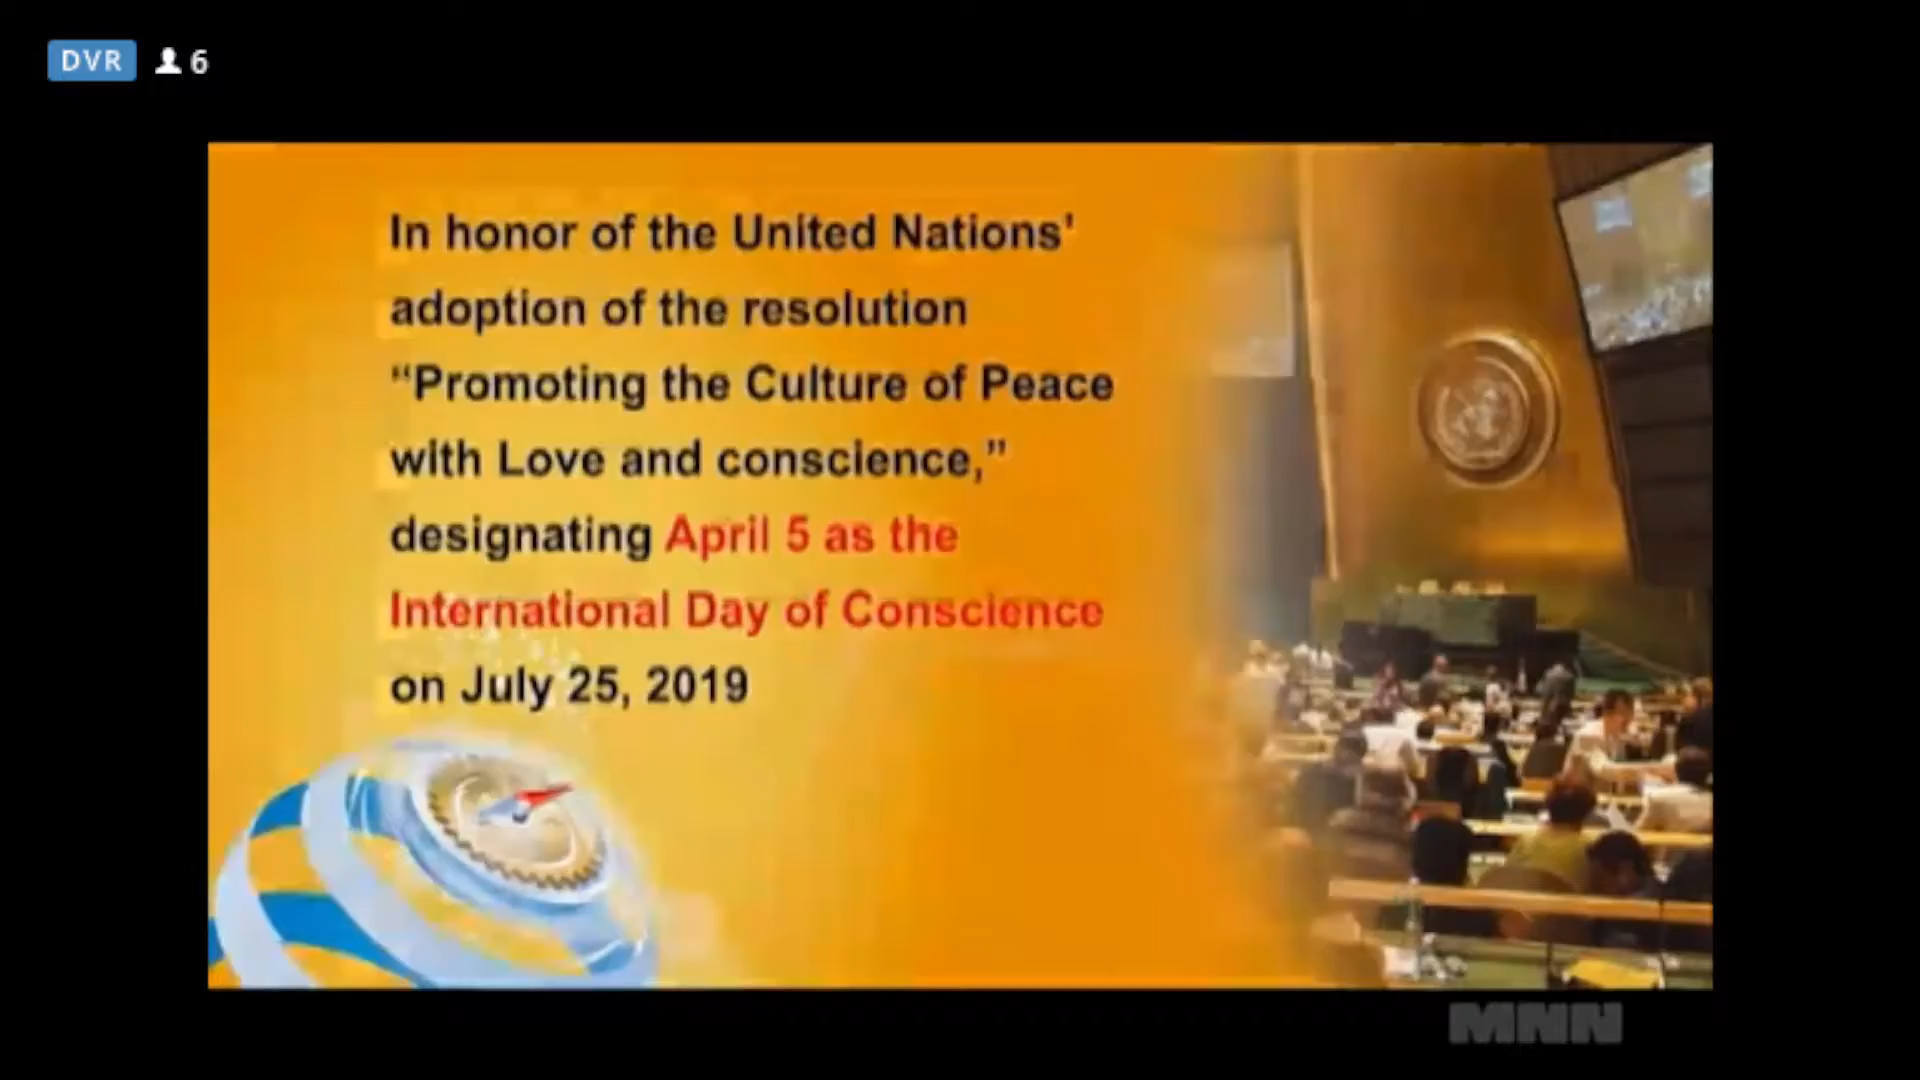 DVR 6
In honor of the United Nations'
adoption of the resolution
“Promoting the Culture of Peace
with Love and conscience,”
designating April 5 as the
International Day of Conscience
on July 25, 2019
MNN